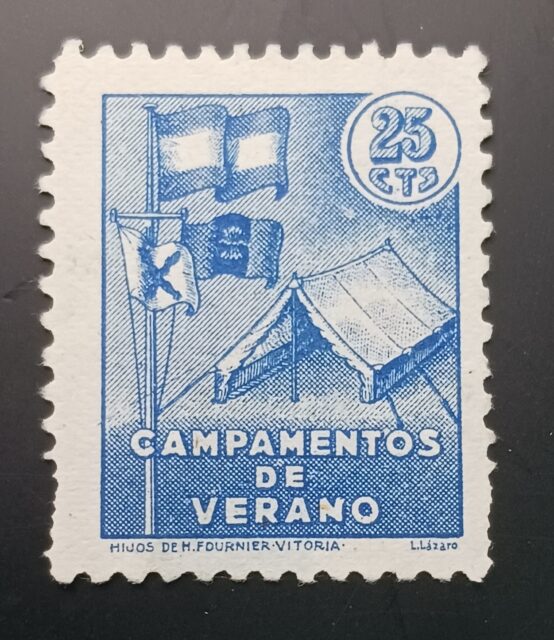 25
CTS
CAMPAMENTOS
DE
VERANO
HIJOS DE H. FOURNIER-VITORIA- L. Lázaro